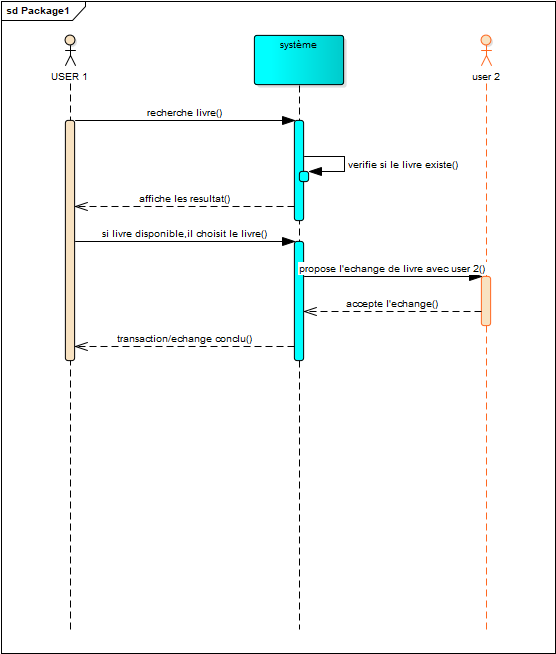 sd Package1
système
USER 1
user 2
recherche livre()
verifie si le livre existe()
affiche les resultat()
si livre disponible,il choisit le livre()
propose l'echange de livre avec user 2()
accepte l'echange()
transaction/echange conclu()